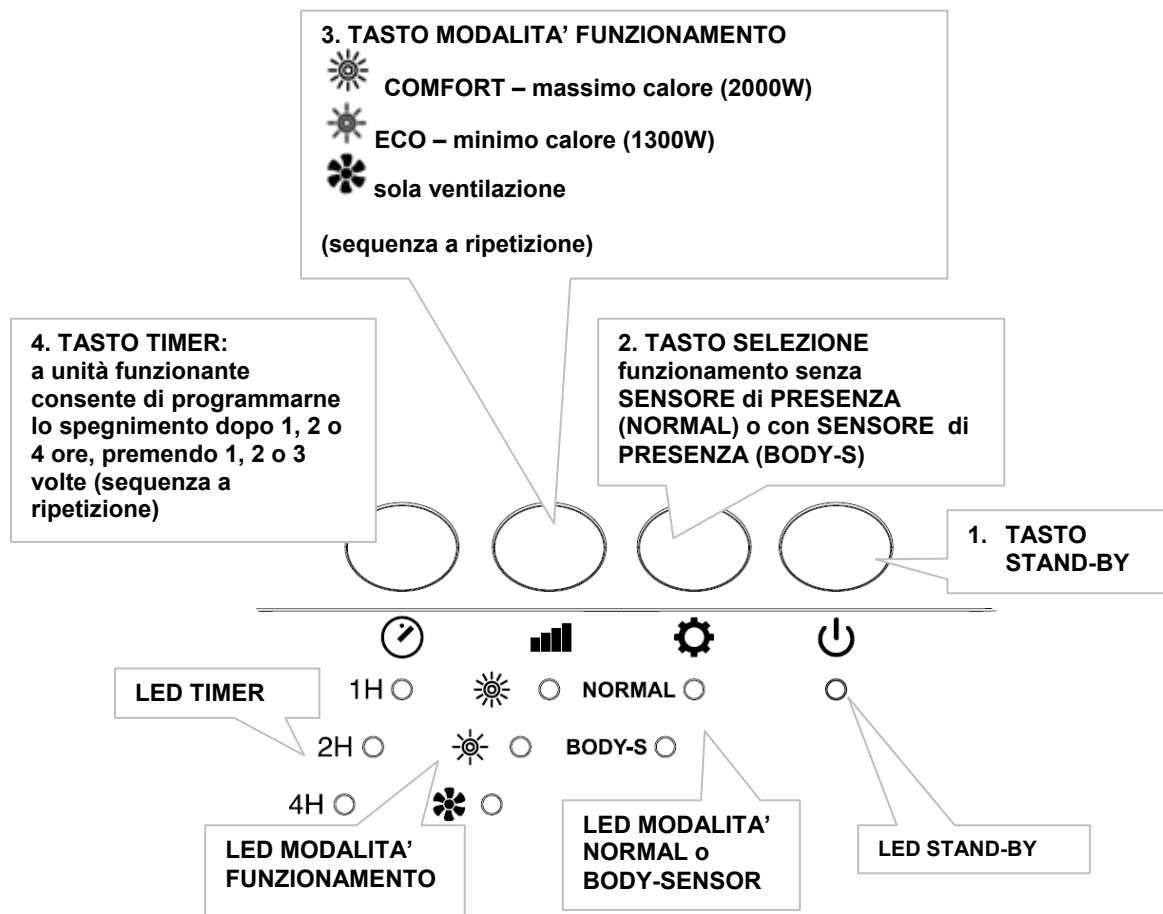 3. TASTO MODALITA’ FUNZIONAMENTO
COMFORT – massimo calore (2000W)
ECO – minimo calore (1300W)
sola ventilazione
(sequenza a ripetizione)
4. TASTO TIMER:
a unità funzionante
consente di programmarne
lo spegnimento dopo 1, 2 o
4 ore, premendo 1, 2 o 3
volte (sequenza a
ripetizione)
2. TASTO SELEZIONE
funzionamento senza
SENSORE di PRESENZA
(NORMAL) o con SENSORE di
PRESENZA (BODY-S)
1. TASTO
STAND-BY
LED TIMER
1H
NORMAL
2H
BODY-S
4H
LED MODALITA’
FUNZIONAMENTO
LED MODALITA’
NORMAL o
BODY-SENSOR
LED STAND-BY